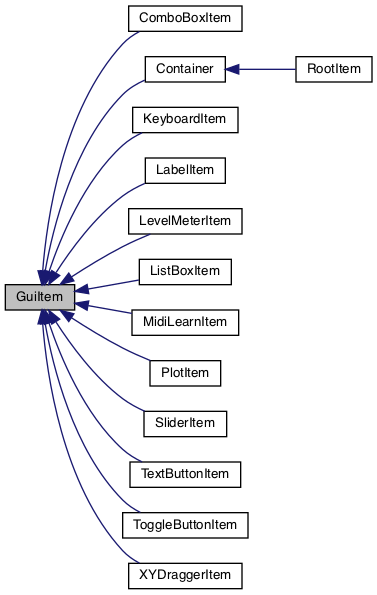 ComboBoxItem
Container
RootItem
KeyboardItem
LabelItem
LevelMeterItem
ListBoxItem
GuiItem
MidiLearnItem
PlotItem
SliderItem
TextButtonItem
ToggleButtonItem
XYDraggerItem